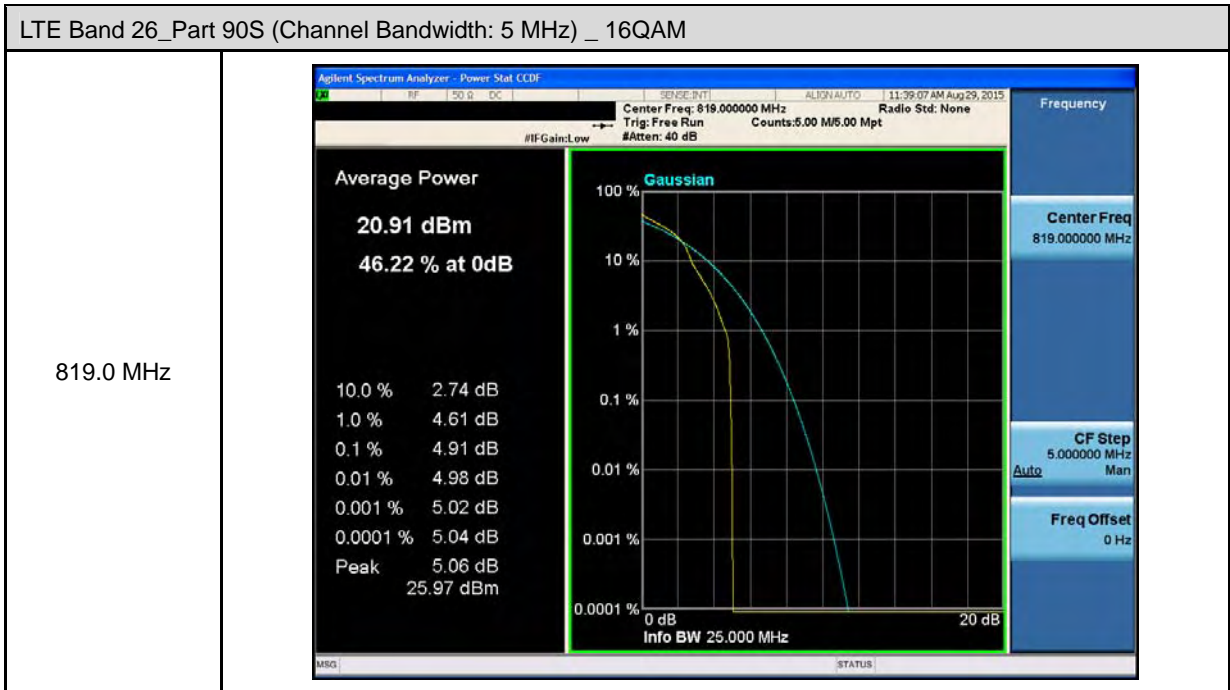 LTE Band 26_Part 90S (Channel Bandwidth: 5 MHz) _ 16QAM
819.0 MHz
Agilent Spectrum Analyzer - Power Stat CCDF
RF 50 Ω DC SENSE:INT ALIGN AUTO 11:39:07 AM Aug 29, 2015
Center Freq: 819.000000 MHz Radio Std: None
Trig: Free Run Counts:5.00 M/5.00 Mpt
#IFGain:Low #Atten: 40 dB
Average Power
20.91 dBm
46.22 % at 0dB
10.0 % 2.74 dB
1.0 % 4.61 dB
0.1 % 4.91 dB
0.01 % 4.98 dB
0.001 % 5.02 dB
0.0001 % 5.04 dB
Peak 5.06 dB
25.97 dBm
Gaussian
100 %
10 %
1 %
0.1 %
0.01 %
0.001 %
0.0001 %
0 dB 20 dB
Info BW 25.000 MHz
Frequency
Center Freq
819.000000 MHz
CF Step
5.000000 MHz
Auto Man
Freq Offset
0 Hz
MSG STATUS